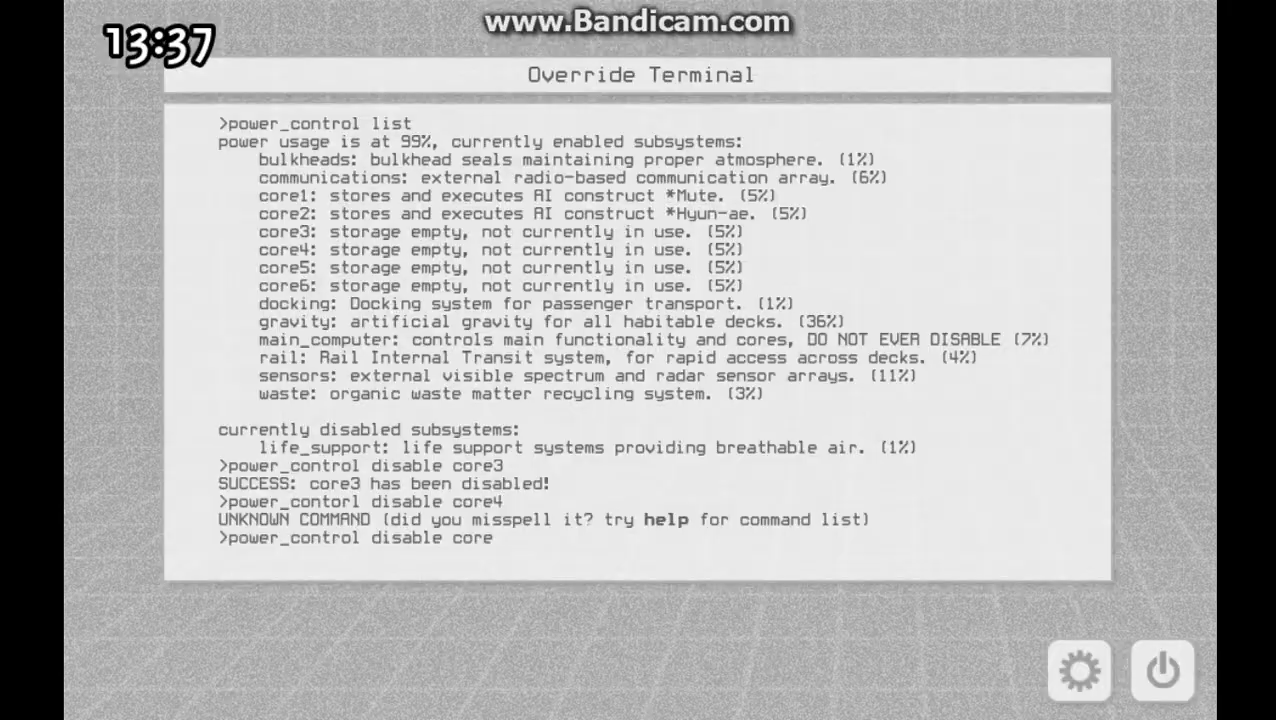 www.Bandicam.com
13:37
Override Terminal
>power_control list
power usage is at 99%, currently enabled subsystems:
bulkheads: bulkhead seals maintaining proper atmosphere. (1%)
communications: external radio-based communication array. (6%)
core1: stores and executes AI construct *Mute. (5%)
core2: stores and executes AI construct *Hyun-ae. (5%)
core3: storage empty, not currently in use. (5%)
core4: storage empty, not currently in use. (5%)
core5: storage empty, not currently in use. (5%)
core6: storage empty, not currently in use. (5%)
docking: Docking system for passenger transport. (1%)
gravity: artificial gravity for all habitable decks. (36%)
main_computer: controls main functionality and cores, DO NOT EVER DISABLE (7%)
rail: Rail Internal Transit system, for rapid access across decks. (4%)
sensors: external visible spectrum and radar sensor arrays. (11%)
waste: organic waste matter recycling system. (3%)
currently disabled subsystems:
life_support: life support systems providing breathable air. (1%)
>power_control disable core3
SUCCESS: core3 has been disabled!
>power_contorl disable core4
UNKNOWN COMMAND (did you misspell it? try help for command list)
>power_control disable core